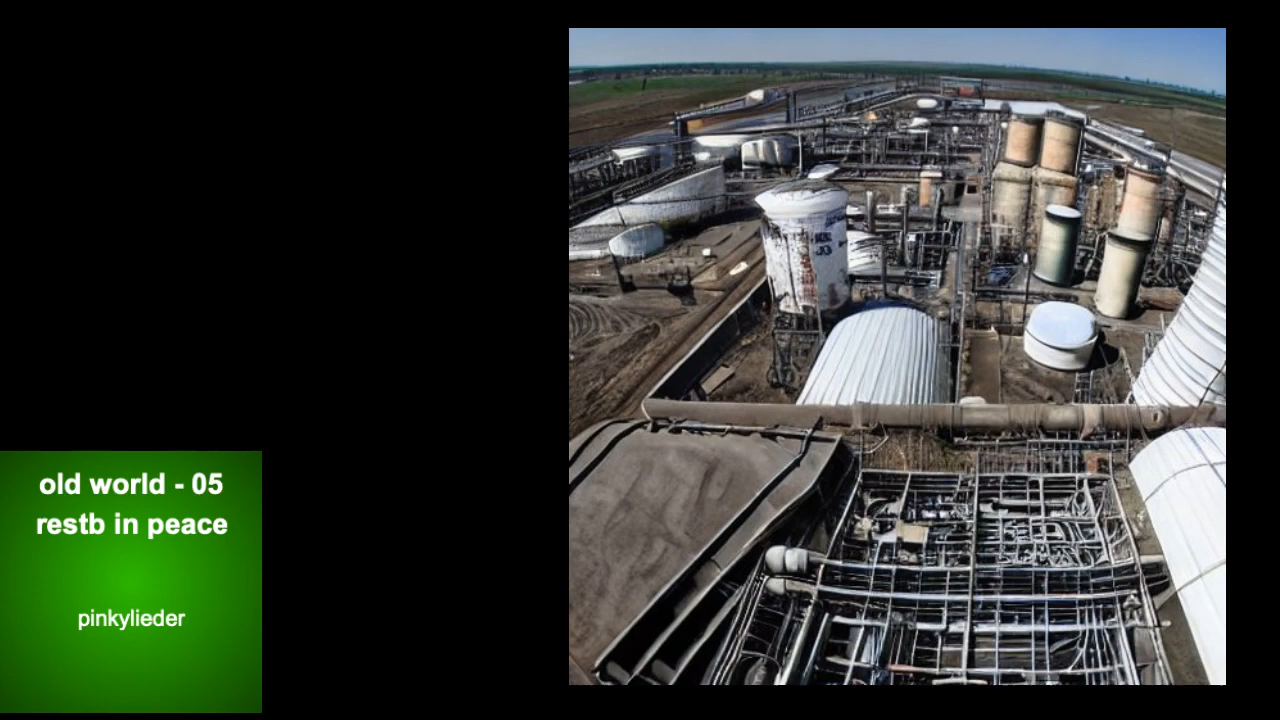 old world - 05
restb in peace
pinkylieder